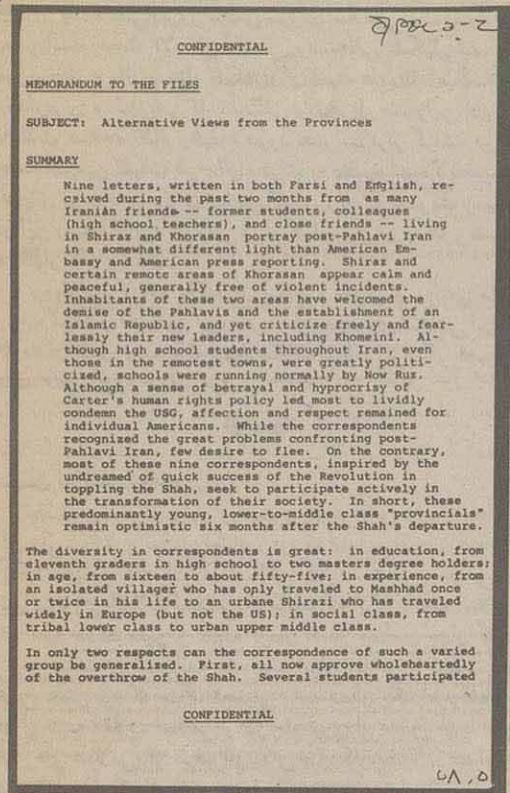 CONFIDENTIAL
MEMORANDUM TO THE FILES
SUBJECT: Alternative Views from the Provinces
SUMMARY
Nine letters, written in both Farsi and English, re-
ceived during the past two months from as many
Iranian friends -- former students, colleagues
(high school teachers), and close friends -- living
in Shiraz and Khorasan portray post-Pahlavi Iran
in a somewhat different light than American Em-
bassy and American press reporting. Shiraz and
certain remote areas of Khorasan appear calm and
peaceful, generally free of violent incidents.
Inhabitants of these two areas have welcomed the
demise of the Pahlavis and the establishment of an
Islamic Republic, and yet criticize freely and fear-
lessly their new leaders, including Khomeini. Al-
though high school students throughout Iran, even
those in the remotest towns, were greatly politi-
cized, schools were running normally by Now Ruz.
Although a sense of betrayal and hyprocrisy of
Carter's human rights policy led most to lividly
condemn the USG, affection and respect remained for
individual Americans. While the correspondents
recognized the great problems confronting post-
Pahlavi Iran, few desire to flee. On the contrary,
most of these nine correspondents, inspired by the
undreamed of quick success of the Revolution in
toppling the Shah, seek to participate actively in
the transformation of their society. In short, these
predominantly young, lower-to-middle class "provincials"
remain optimistic six months after the Shah's departure.
The diversity in correspondents is great: in education, from
eleventh graders in high school to two masters degree holders;
in age, from sixteen to about fifty-five; in experience, from
an isolated villager who has only traveled to Mashhad once
or twice in his life to an urbane Shirazi who has traveled
widely in Europe (but not the US); in social class, from
tribal lower class to urban upper middle class.
In only two respects can the correspondence of such a varied
group be generalized. First, all now approve wholeheartedly
of the overthrow of the Shah. Several students participated
CONFIDENTIAL